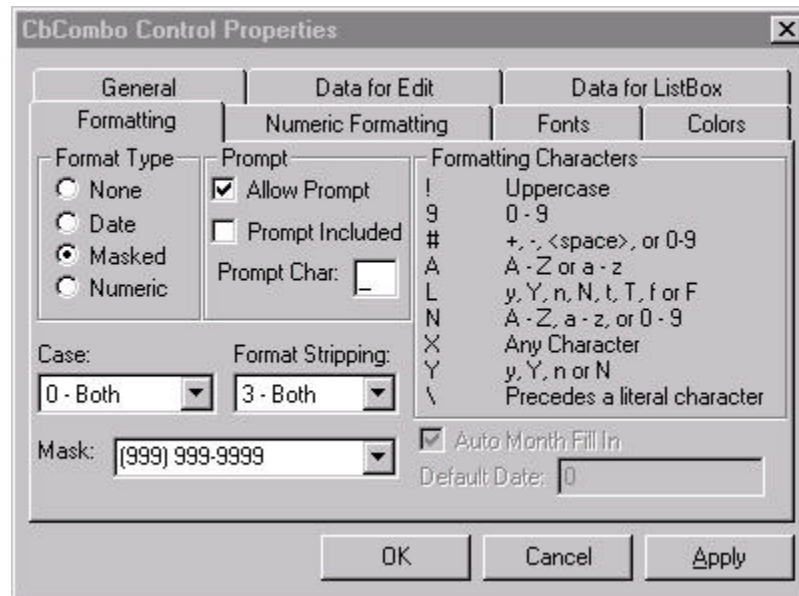 CbCombo Control Properties
General
Data for Edit
Data for ListBox
Formatting
Numeric Formatting
Fonts
Colors
Format Type
None
Date
Masked
Numeric
Prompt
Allow Prompt
Prompt Included
Prompt Char: _
Formatting Characters
! Uppercase
9 0 - 9
# +, -, <space>, or 0-9
A A - Z or a - z
L y, Y, n, N, t, T, f or F
N A - Z, a - z, or 0 - 9
X Any Character
Y y, Y, n or N
\ Precedes a literal character
Case:
0 - Both
Format Stripping:
3 - Both
Mask: (999) 999-9999
Auto Month Fill In
Default Date: 0
OK
Cancel
Apply